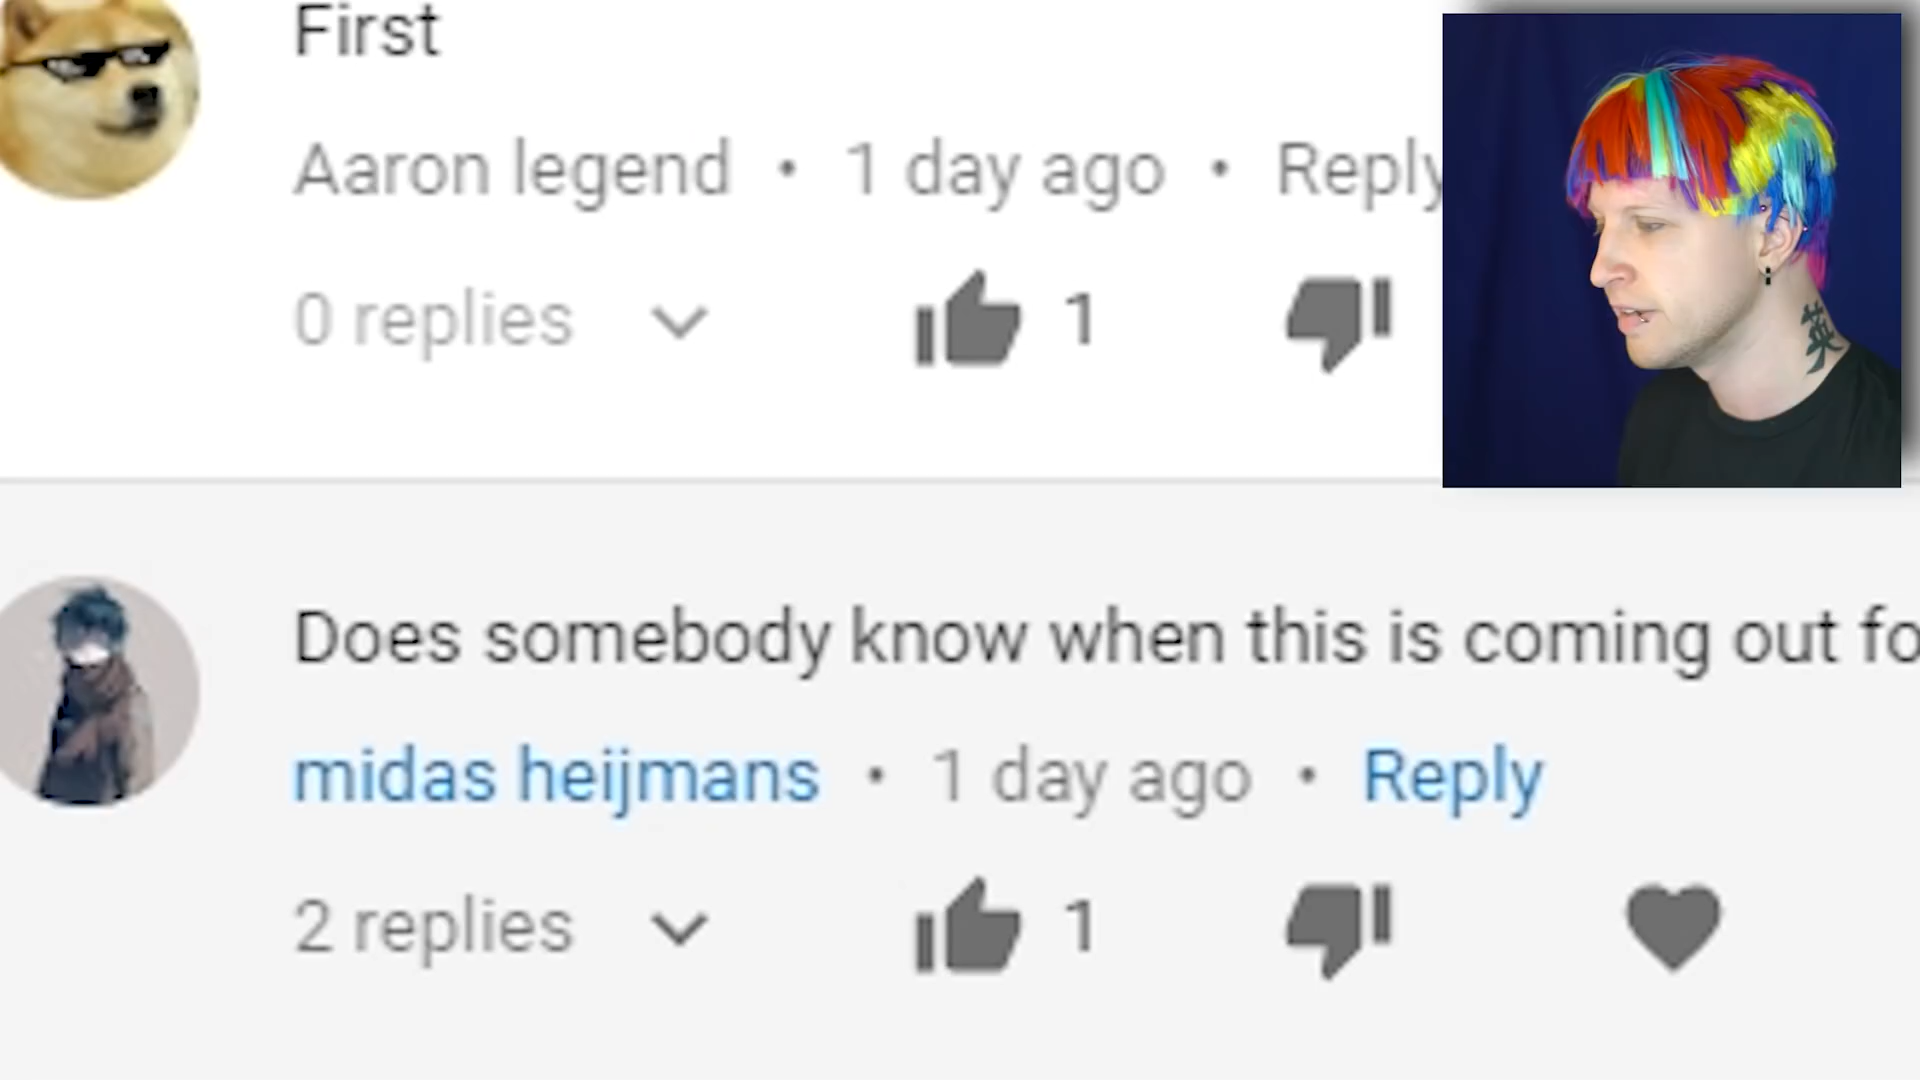 First
Aaron legend • 1 day ago • Reply
0 replies 1
英
Does somebody know when this is coming out fo
midas heijmans • 1 day ago • Reply
2 replies 1